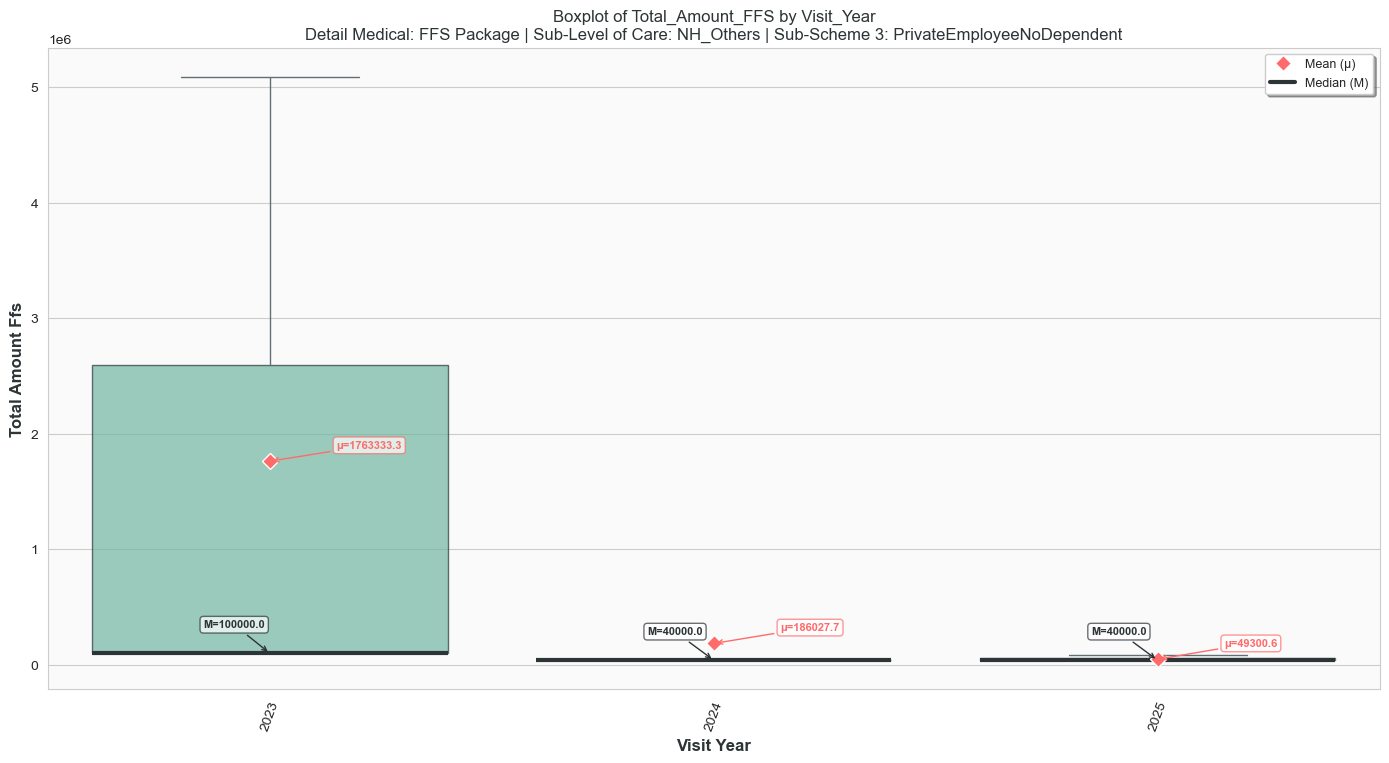 Boxplot of Total_Amount_FFS by Visit_Year
Detail Medical: FFS Package | Sub-Level of Care: NH_Others | Sub-Scheme 3: PrivateEmployeeNoDependent
1e6
Mean (μ)
Median (M)
5
4
3
2
1
0
Total Amount Ffs
μ=1763333.3
M=100000.0
M=40000.0
μ=186027.7
M=40000.0
μ=49300.6
2023
2024
2025
Visit Year